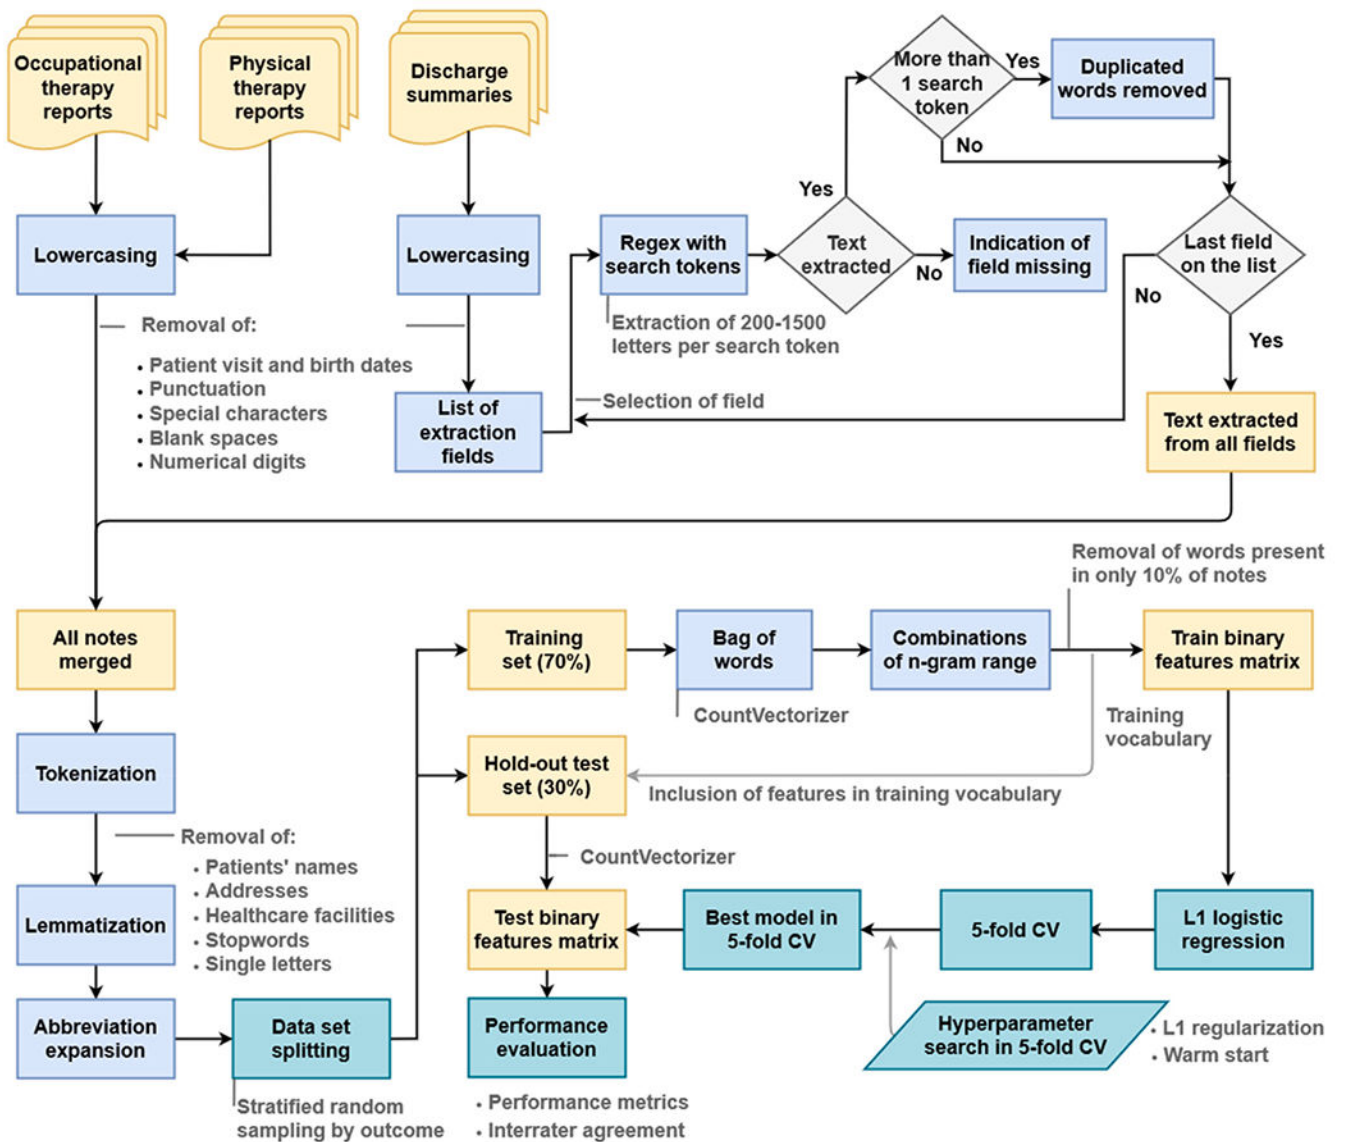 Occupational
therapy
reports
Physical
therapy
reports
Discharge
summaries
More than
1 search
token
Yes
Duplicated
words removed
No
Yes
Lowercasing
Lowercasing
Regex with
search tokens
Text
extracted
No
Indication of
field missing
Last field
on the list
No
Yes
Removal of:
• Patient visit and birth dates
• Punctuation
• Special characters
• Blank spaces
• Numerical digits
Extraction of 200-1500
letters per search token
Selection of field
List of
extraction
fields
Text extracted
from all fields
Removal of words present
in only 10% of notes
All notes
merged
Training
set (70%)
Bag of
words
Combinations
of n-gram range
Train binary
features matrix
CountVectorizer
Training
vocabulary
Tokenization
Hold-out test
set (30%)
Inclusion of features in training vocabulary
Removal of:
• Patients' names
• Addresses
• Healthcare facilities
• Stopwords
• Single letters
CountVectorizer
Lemmatization
Test binary
features matrix
Best model in
5-fold CV
5-fold CV
L1 logistic
regression
Abbreviation
expansion
Data set
splitting
Performance
evaluation
Hyperparameter
search in 5-fold CV
• L1 regularization
• Warm start
Stratified random
sampling by outcome
• Performance metrics
• Interrater agreement